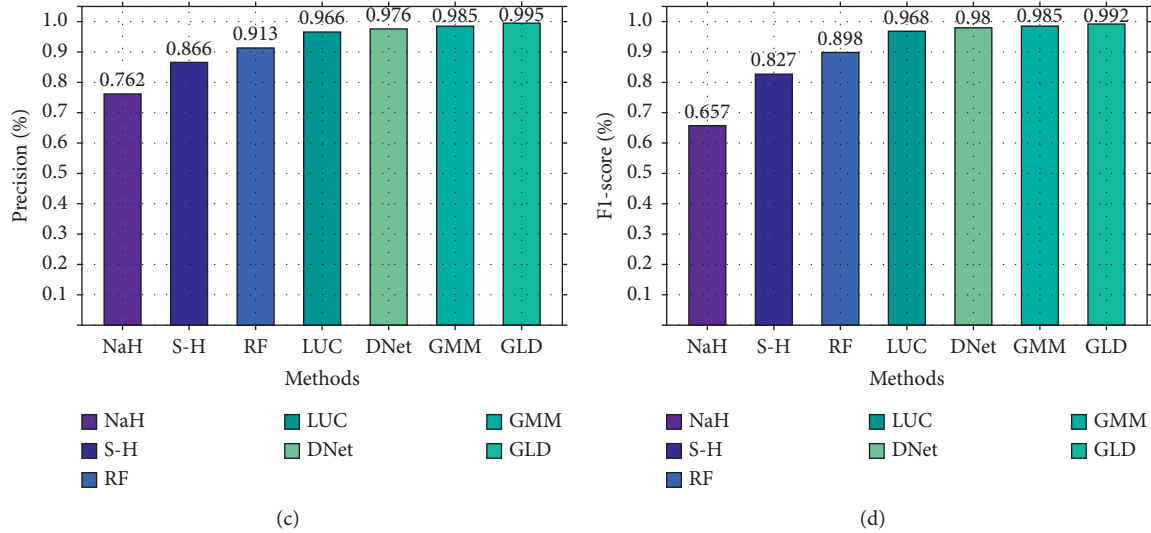 1.0
0.9
0.8
0.7
0.6
0.5
0.4
0.3
0.2
0.1
Precision (%)
0.762
0.866
0.913
0.966
0.976
0.985
0.995
NaH S-H RF LUC DNet GMM GLD
Methods
NaH LUC GMM
S-H DNet GLD
RF
(c)
1.0
0.9
0.8
0.7
0.6
0.5
0.4
0.3
0.2
0.1
F1-score (%)
0.657
0.827
0.898
0.968
0.98
0.985
0.992
NaH S-H RF LUC DNet GMM GLD
Methods
NaH LUC GMM
S-H DNet GLD
RF
(d)